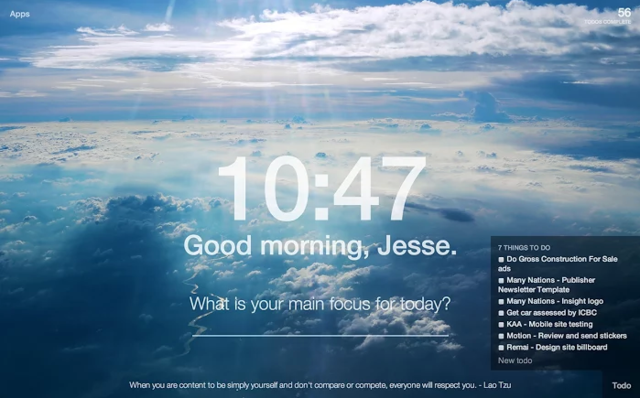 Apps
56
TODOS COMPLETE
10:47
Good morning, Jesse.
What is your main focus for today?
7 THINGS TO DO
Do Gross Construction For Sale
ads
Many Nations - Publisher
Newsletter Template
Many Nations - Insight logo
Get car assessed by ICBC
KAA - Mobile site testing
Motion - Review and send stickers
Remai - Design site billboard
New todo
When you are content to be simply yourself and don't compare or compete, everyone will respect you. - Lao Tzu
Todo